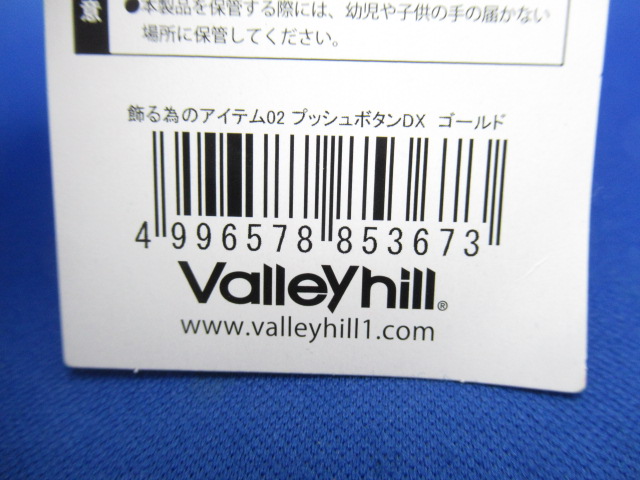 意
●本製品を保管する際には、幼児や子供の手の届かない
場所に保管してください。
飾る為のアイテム02 プッシュボタンDX ゴールド
4 996578 853673
Valleyhill®
www.valleyhill1.com